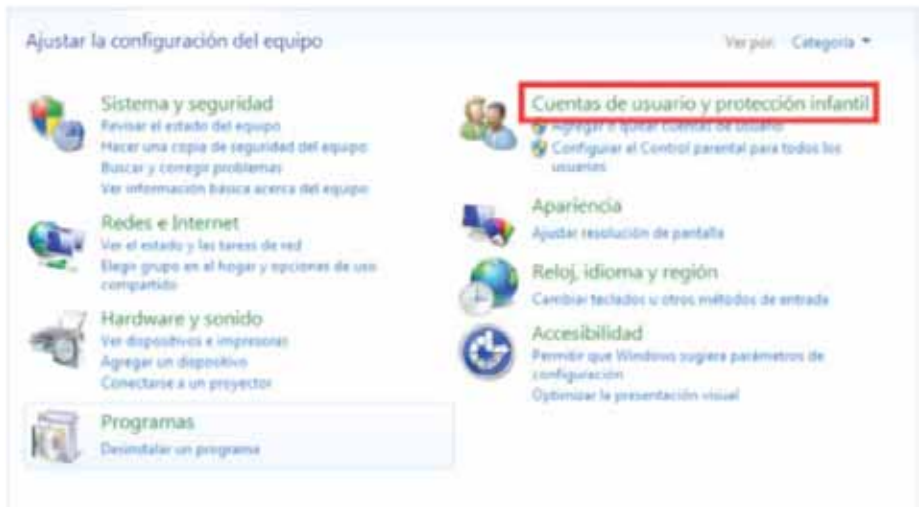 Ajustar la configuración del equipo
Ver por: Categoría
Sistema y seguridad
Revisar el estado del equipo
Hacer una copia de seguridad del equipo
Buscar y corregir problemas
Ver información básica acerca del equipo
Redes e Internet
Ver el estado y las tareas de red
Elegir grupo en el hogar y opciones de uso
compartido
Hardware y sonido
Ver dispositivos e impresoras
Agregar un dispositivo
Conectarse a un proyector
Programas
Desinstalar un programa
Cuentas de usuario y protección infantil
Agregar o quitar cuentas de usuario
Configurar el Control parental para todos los
usuarios
Apariencia
Ajustar resolución de pantalla
Reloj, idioma y región
Cambiar teclados u otros métodos de entrada
Accesibilidad
Permitir que Windows sugiera parámetros de
configuración
Optimizar la presentación visual